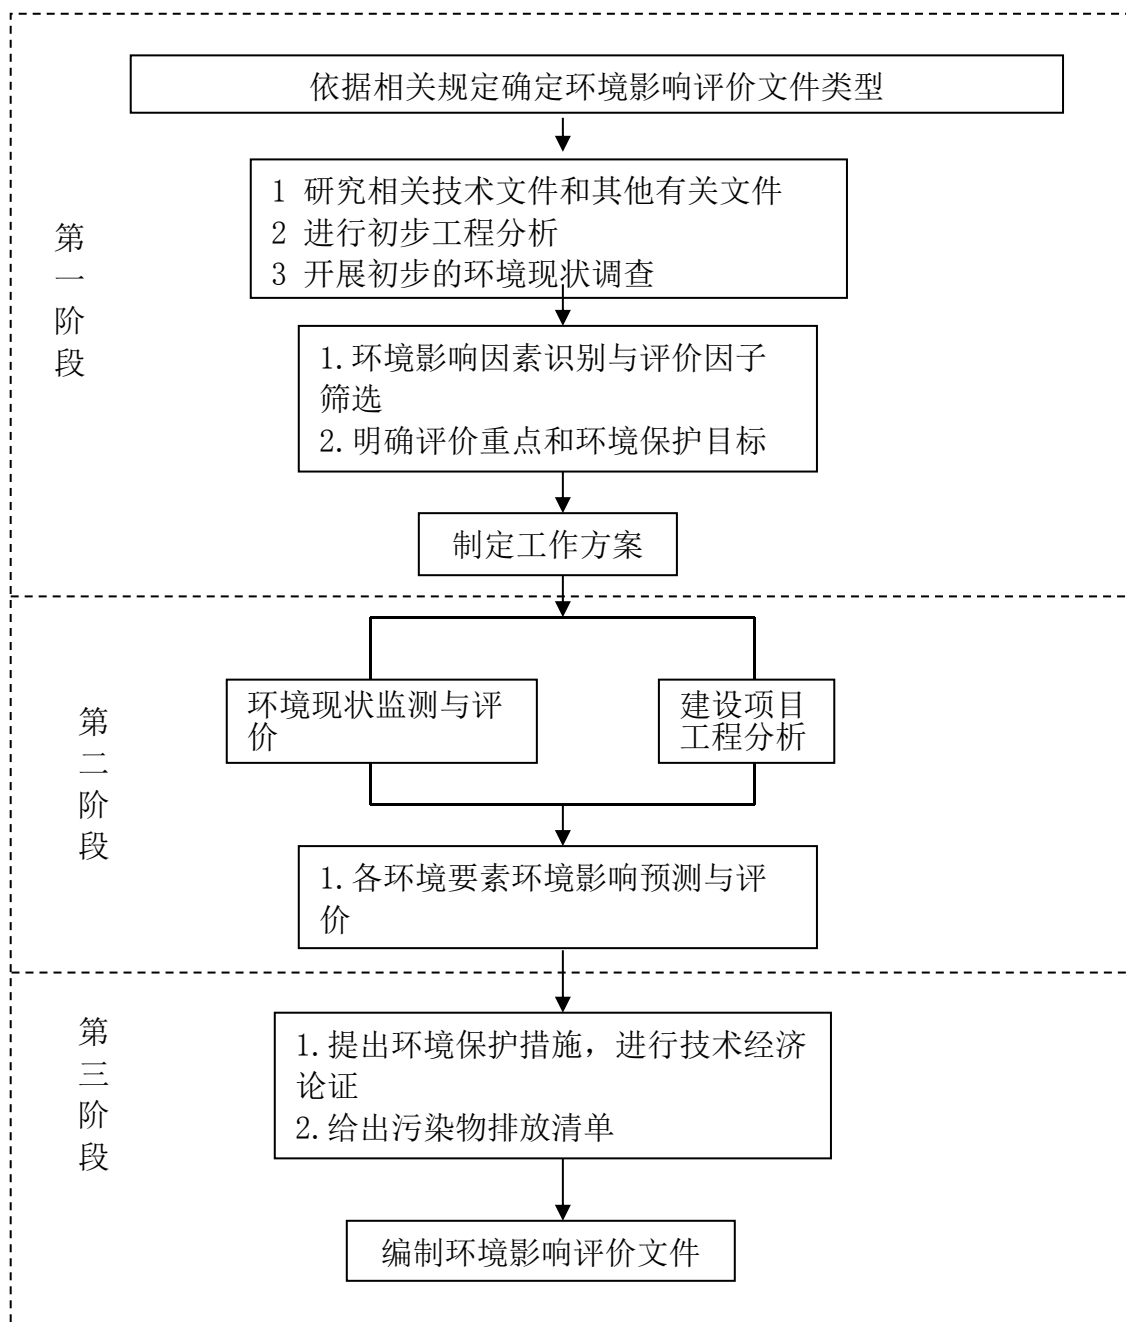 依据相关规定确定环境影响评价文件类型
第一阶段
1 研究相关技术文件和其他有关文件
2 进行初步工程分析
3 开展初步的环境现状调查
1.环境影响因素识别与评价因子
筛选
2.明确评价重点和环境保护目标
制定工作方案
第二阶段
环境现状监测与评
价
建设项目
工程分析
1.各环境要素环境影响预测与评
价
第三阶段
1.提出环境保护措施，进行技术经济
论证
2.给出污染物排放清单
编制环境影响评价文件